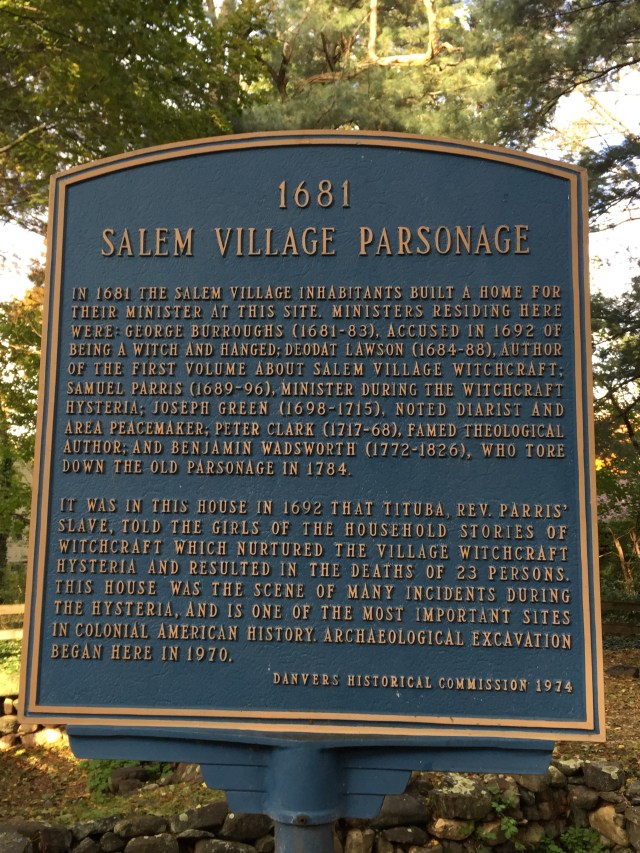 1681
SALEM VILLAGE PARSONAGE
IN 1681 THE SALEM VILLAGE INHABITANTS BUILT A HOME FOR
THEIR MINISTER AT THIS SITE. MINISTERS RESIDING HERE
WERE: GEORGE BURROUGHS (1681-83), ACCUSED IN 1692 OF
BEING A WITCH AND HANGED; DEODAT LAWSON (1684-88), AUTHOR
OF THE FIRST VOLUME ABOUT SALEM VILLAGE WITCHCRAFT;
SAMUEL PARRIS (1689-96), MINISTER DURING THE WITCHCRAFT
HYSTERIA; JOSEPH GREEN (1698-1715), NOTED DIARIST AND
AREA PEACEMAKER; PETER CLARK (1717-68), FAMED THEOLOGICAL
AUTHOR; AND BENJAMIN WADSWORTH (1772-1826), WHO TORE
DOWN THE OLD PARSONAGE IN 1784.
IT WAS IN THIS HOUSE IN 1692 THAT TITUBA, REV. PARRIS'
SLAVE, TOLD THE GIRLS OF THE HOUSEHOLD STORIES OF
WITCHCRAFT WHICH NURTURED THE VILLAGE WITCHCRAFT
HYSTERIA AND RESULTED IN THE DEATHS OF 23 PERSONS.
THIS HOUSE WAS THE SCENE OF MANY INCIDENTS DURING
THE HYSTERIA, AND IS ONE OF THE MOST IMPORTANT SITES
IN COLONIAL AMERICAN HISTORY. ARCHAEOLOGICAL EXCAVATION
BEGAN HERE IN 1970.
DANVERS HISTORICAL COMMISSION 1974